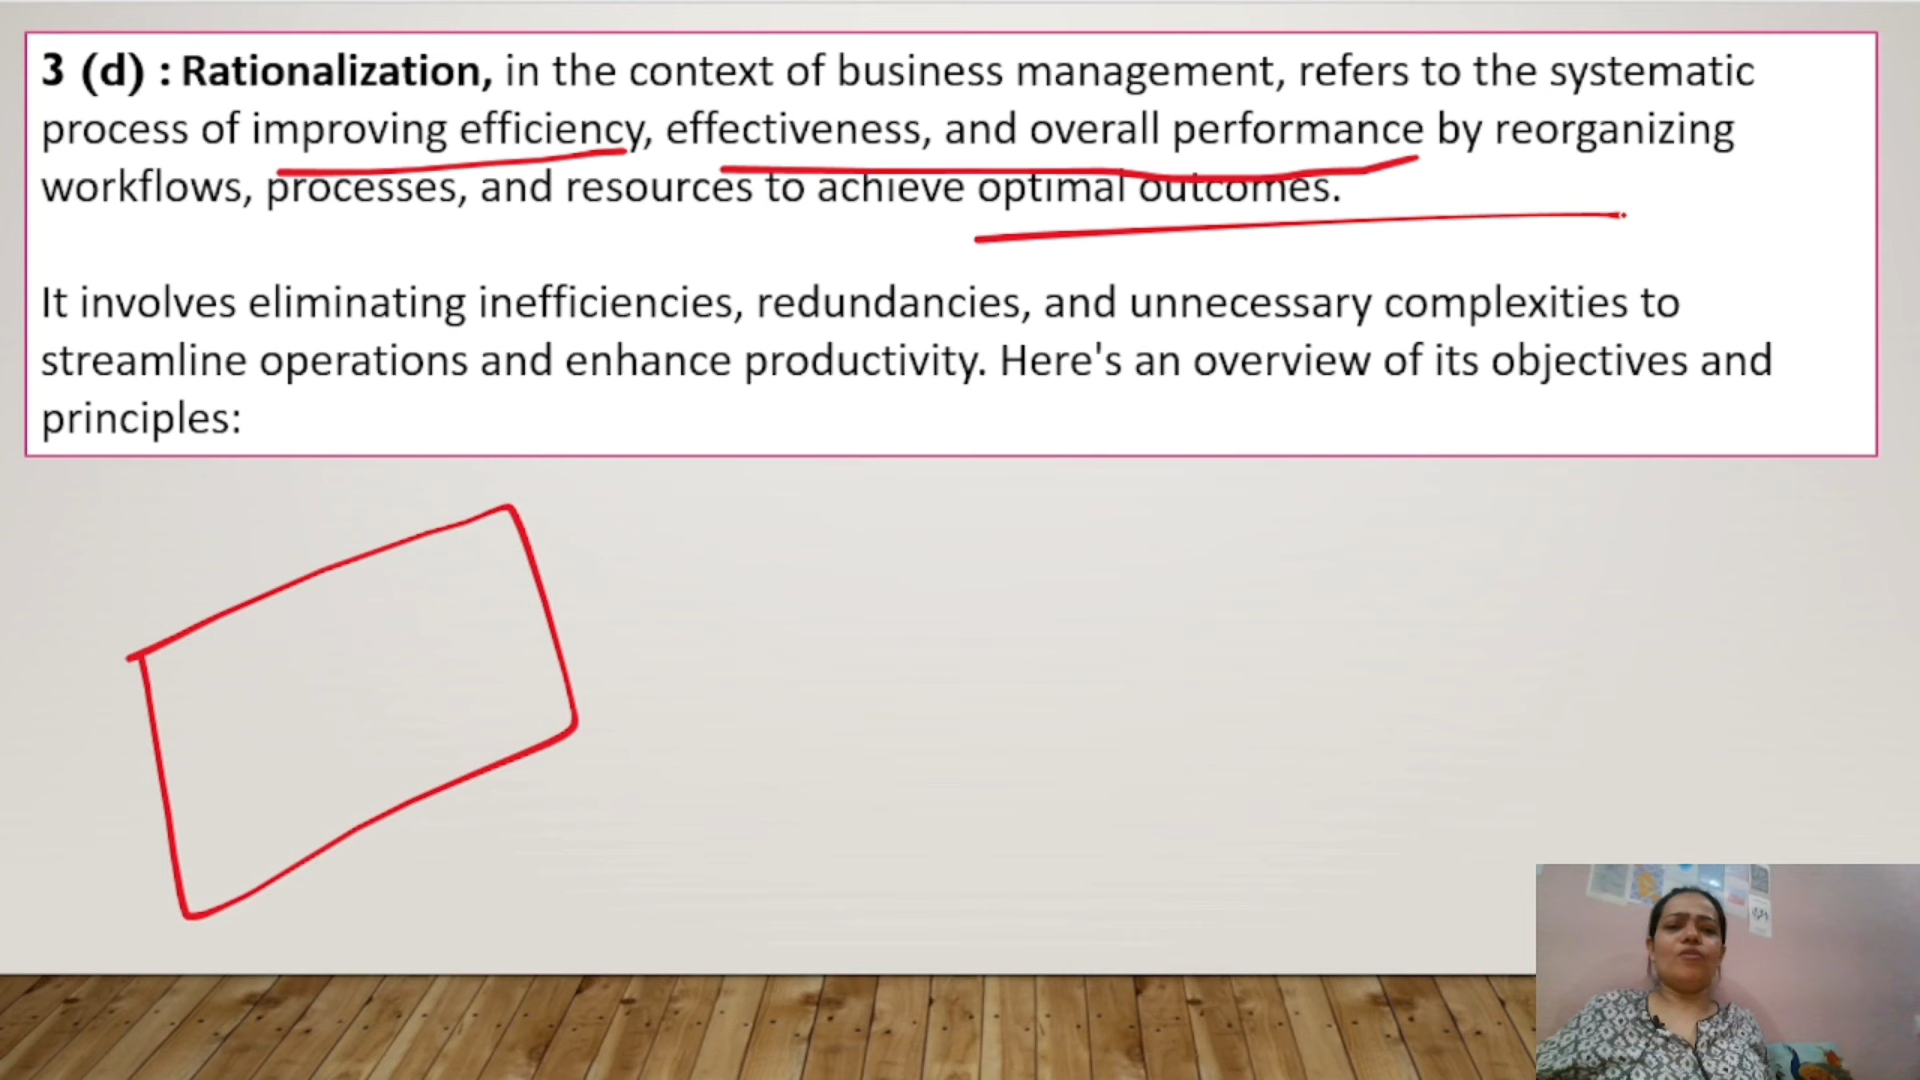 3 (d) : Rationalization, in the context of business management, refers to the systematic
process of improving efficiency, effectiveness, and overall performance by reorganizing
workflows, processes, and resources to achieve optimal outcomes.
It involves eliminating inefficiencies, redundancies, and unnecessary complexities to
streamline operations and enhance productivity. Here's an overview of its objectives and
principles: